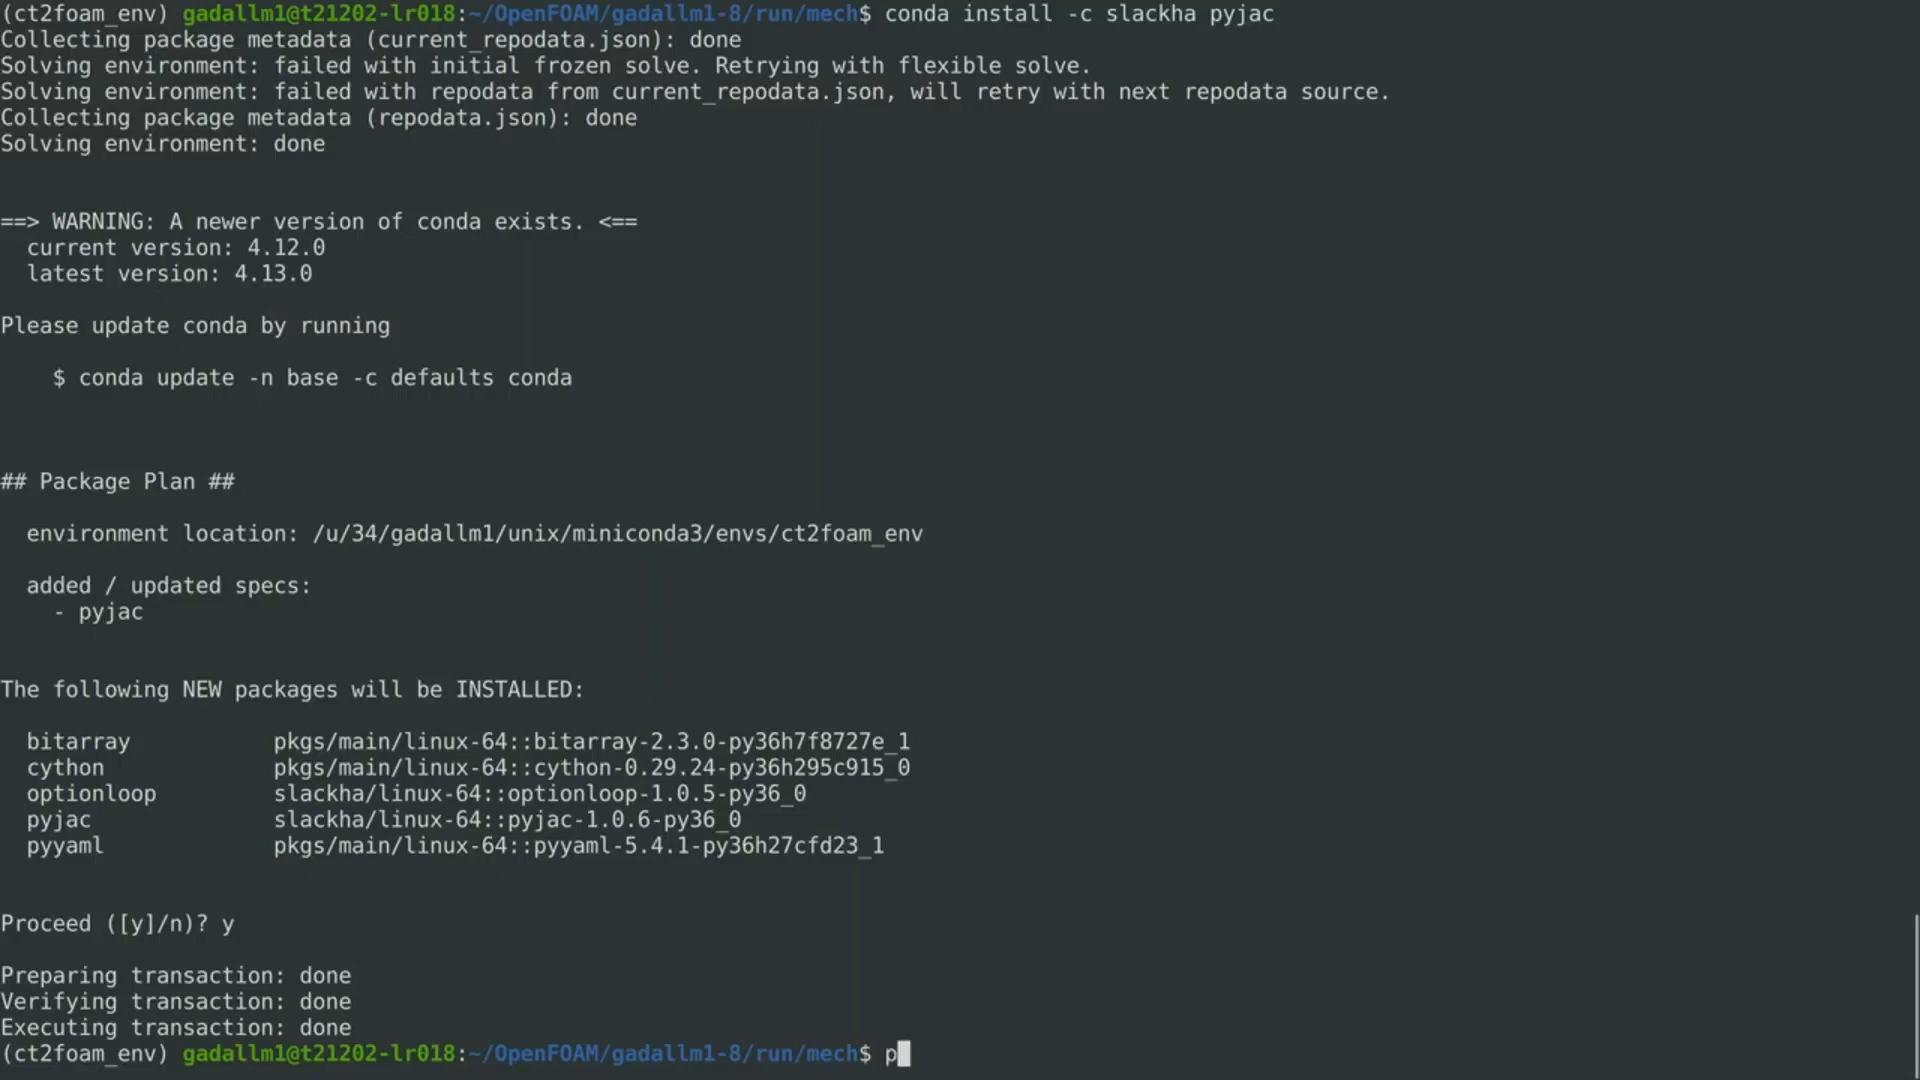 (ct2foam_env) gadallm1@t21202-lr018:~/OpenFOAM/gadallm1-8/run/mech$ conda install -c slackha pyjac
Collecting package metadata (current_repodata.json): done
Solving environment: failed with initial frozen solve. Retrying with flexible solve.
Solving environment: failed with repodata from current_repodata.json, will retry with next repodata source.
Collecting package metadata (repodata.json): done
Solving environment: done
==> WARNING: A newer version of conda exists. <==
  current version: 4.12.0
  latest version: 4.13.0
Please update conda by running
    $ conda update -n base -c defaults conda
## Package Plan ##
  environment location: /u/34/gadallm1/unix/miniconda3/envs/ct2foam_env
  added / updated specs:
    - pyjac
The following NEW packages will be INSTALLED:
  bitarray           pkgs/main/linux-64::bitarray-2.3.0-py36h7f8727e_1
  cython             pkgs/main/linux-64::cython-0.29.24-py36h295c915_0
  optionloop         slackha/linux-64::optionloop-1.0.5-py36_0
  pyjac              slackha/linux-64::pyjac-1.0.6-py36_0
  pyyaml             pkgs/main/linux-64::pyyaml-5.4.1-py36h27cfd23_1
Proceed ([y]/n)? y
Preparing transaction: done
Verifying transaction: done
Executing transaction: done
(ct2foam_env) gadallm1@t21202-lr018:~/OpenFOAM/gadallm1-8/run/mech$ p